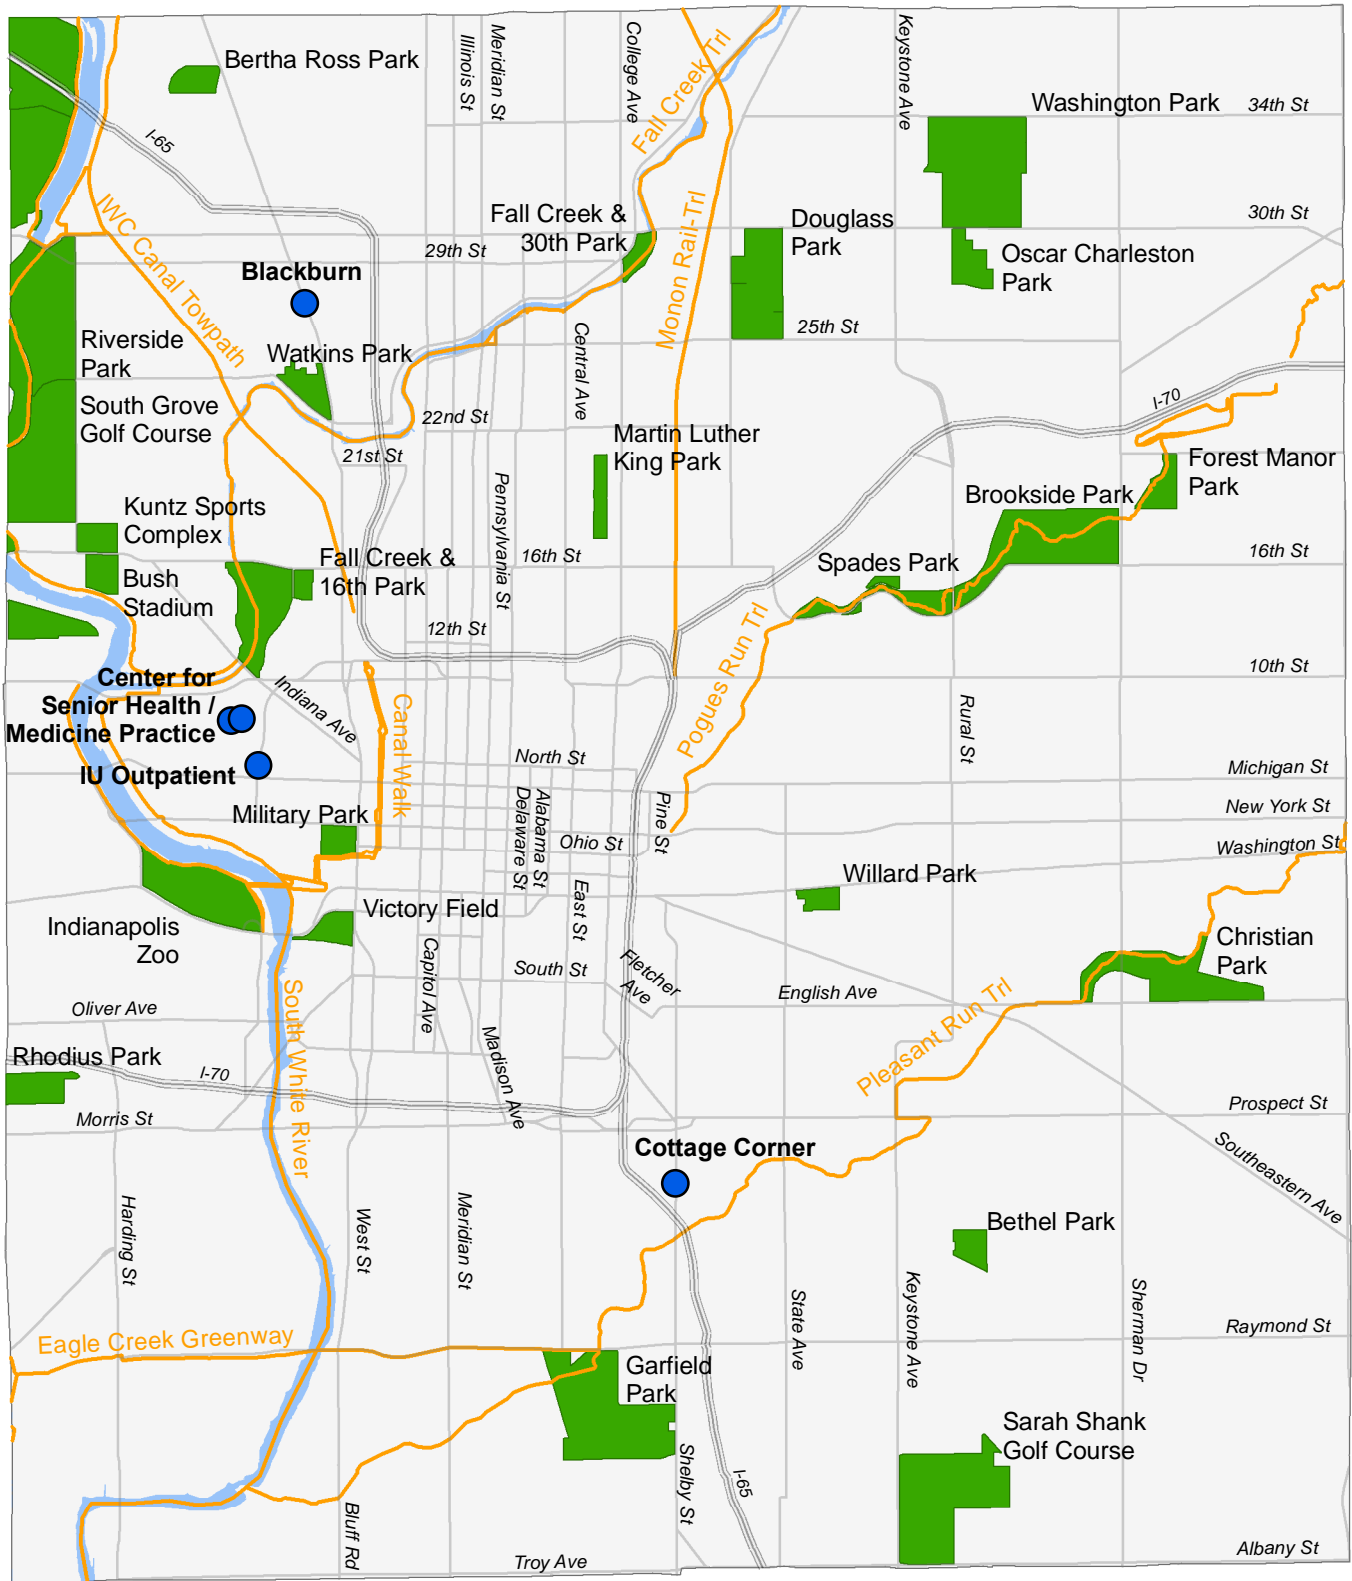 Bertha Ross Park
Illinois St
Meridian St
College Ave
Fall Creek Trl
Keystone Ave
Washington Park
34th St
I-65
IWC Canal Towpath
Fall Creek &
30th Park
29th St
Monon Rail-Trl
Douglass
Park
30th St
Oscar Charleston
Park
Blackburn
25th St
Riverside
Park
Watkins Park
Central Ave
South Grove
Golf Course
22nd St
21st St
I-70
Martin Luther
King Park
Forest Manor
Park
Brookside Park
Pennsylvania St
Kuntz Sports
Complex
Fall Creek &
16th Park
16th St
Spades Park
16th St
Bush
Stadium
12th St
Pogues Run Trl
10th St
Center for
Senior Health /
Medicine Practice
Indiana Ave
Canal Walk
Rural St
IU Outpatient
North St
Michigan St
Military Park
Delaware St
Alabama St
Pine St
New York St
Ohio St
Washington St
Willard Park
East St
Victory Field
Indianapolis
Zoo
Christian
Park
Capitol Ave
South St
Fletcher
Ave
English Ave
Pleasant Run Trl
Oliver Ave
South White River
Madison Ave
Rhodius Park
I-70
Morris St
Prospect St
Cottage Corner
Southeastern Ave
Harding St
West St
Meridian St
Bethel Park
Keystone Ave
Sherman Dr
State Ave
Eagle Creek Greenway
Raymond St
Garfield
Park
Sarah Shank
Golf Course
Shelby St
I-65
Bluff Rd
Troy Ave
Albany St